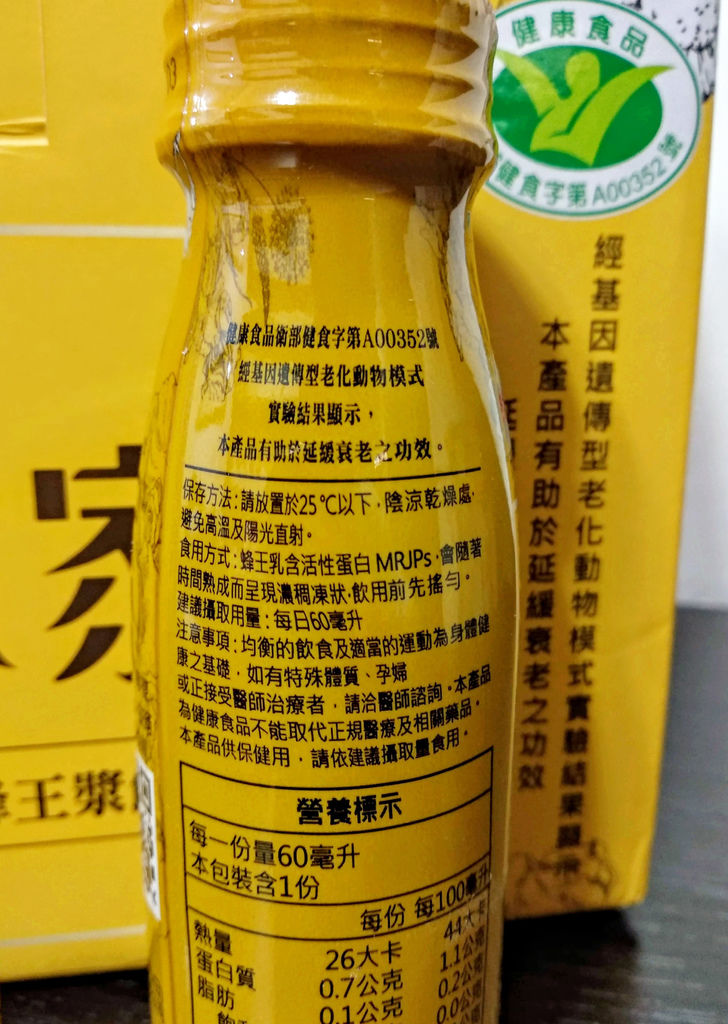 健康食品
健食字第A00352號
經基因遺傳型老化動物模式實驗結果顯示
本產品有助於延緩衰老之功效
健康食品衛部健食字第A00352號
經基因遺傳型老化動物模式
實驗結果顯示，
本產品有助於延緩衰老之功效。
保存方法：請放置於25℃以下，陰涼乾燥處，
避免高溫及陽光直射。
食用方式：蜂王乳含活性蛋白 MRJPs，會隨著
時間熟成而呈現濃稠凍狀，飲用前先搖勻。
建議攝取用量：每日60毫升
注意事項：均衡的飲食及適當的運動為身體健
康之基礎，如有特殊體質、孕婦
或正接受醫師治療者，請洽醫師諮詢。本產品
為健康食品不能取代正規醫療及相關藥品。
本產品供保健用，請依建議攝取量食用。
營養標示
每一份量60毫升
本包裝含1份
每份 每100毫升
熱量 26大卡 44大卡
蛋白質 0.7公克 1.1公克
脂肪 0.1公克 0.2公克
0.0公克
王漿